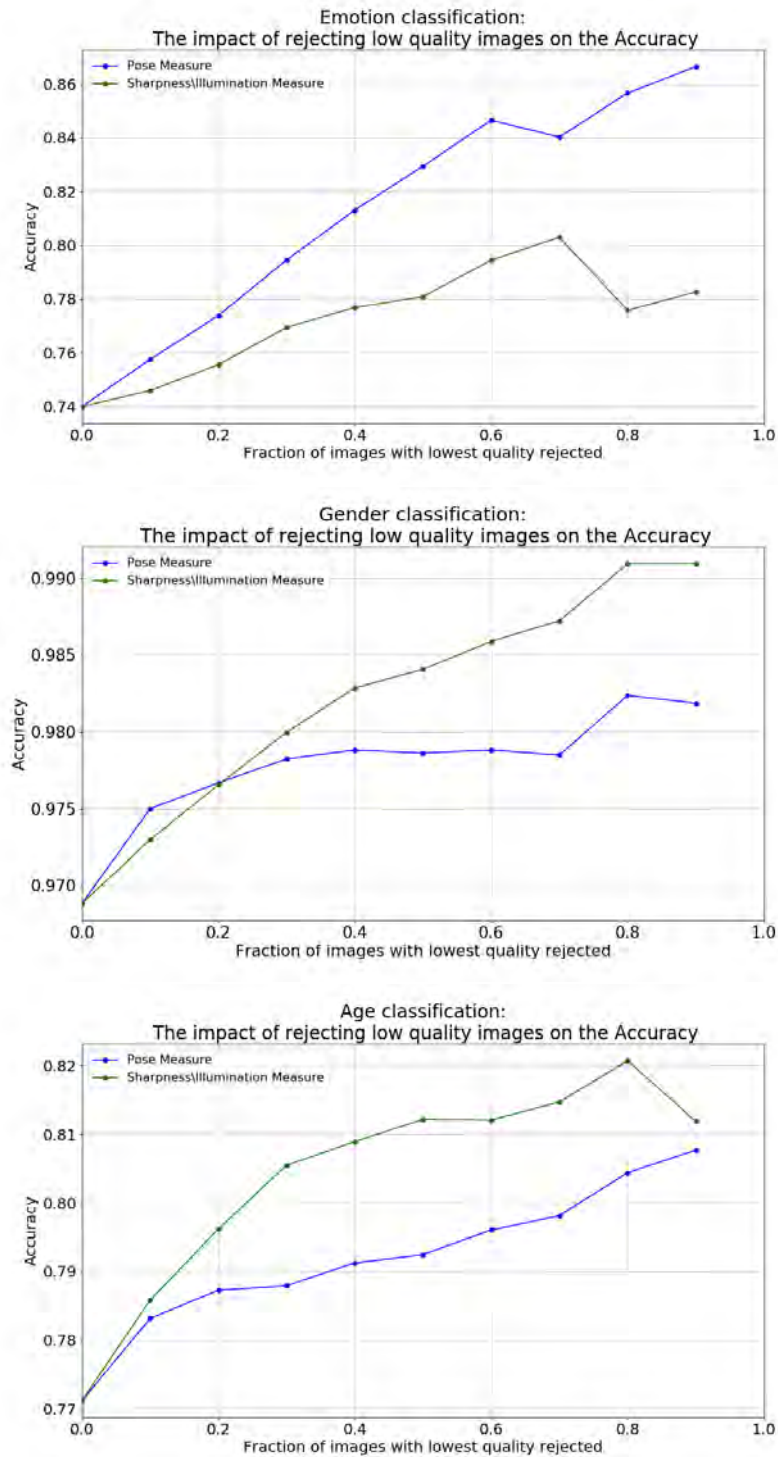 Emotion classification:
The impact of rejecting low quality images on the Accuracy
Pose Measure
Sharpness\Illumination Measure
0.86
0.84
0.82
0.80
0.78
0.76
0.74
Accuracy
0.0 0.2 0.4 0.6 0.8 1.0
Fraction of images with lowest quality rejected
Gender classification:
The impact of rejecting low quality images on the Accuracy
Pose Measure
Sharpness\Illumination Measure
0.990
0.985
0.980
0.975
0.970
Accuracy
0.0 0.2 0.4 0.6 0.8 1.0
Fraction of images with lowest quality rejected
Age classification:
The impact of rejecting low quality images on the Accuracy
Pose Measure
Sharpness\Illumination Measure
0.82
0.81
0.80
0.79
0.78
0.77
Accuracy
0.0 0.2 0.4 0.6 0.8 1.0
Fraction of images with lowest quality rejected